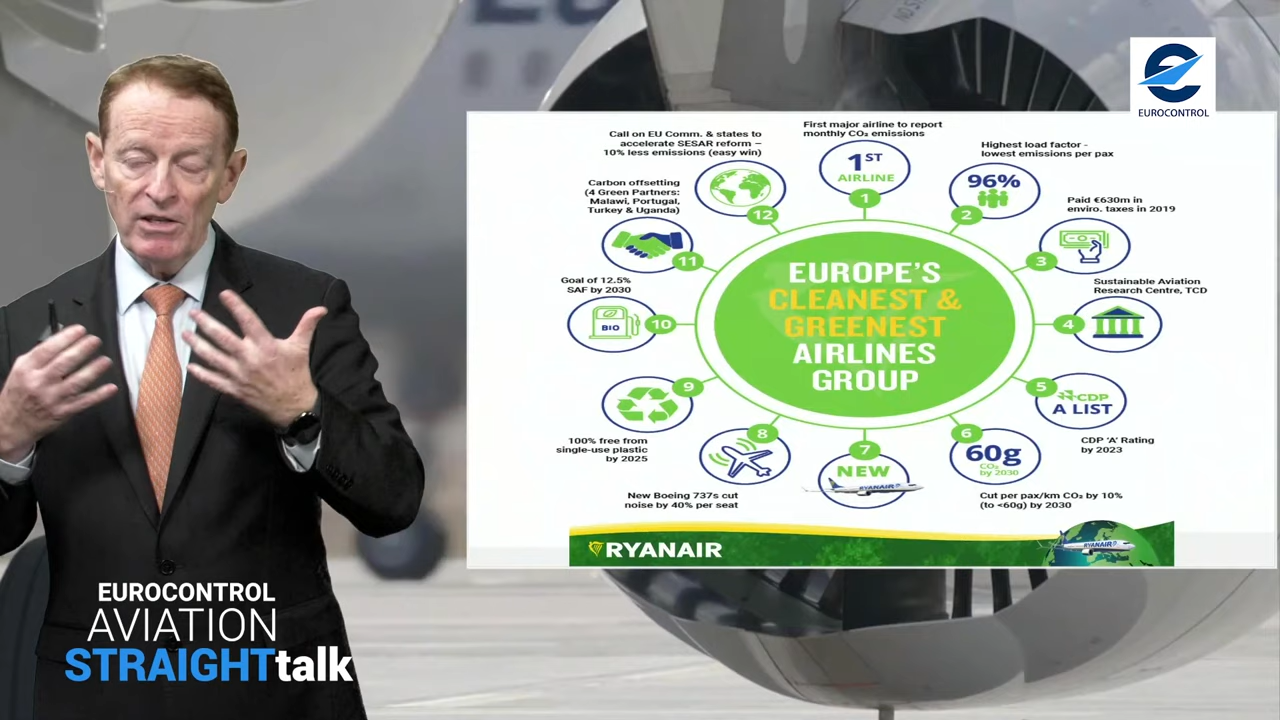 NO ST
EUROCONTROL
First major airline to report
monthly CO₂ emissions
1ST
AIRLINE
1
Highest load factor -
lowest emissions per pax
96%
2
Paid €630m in
enviro. taxes in 2019
3
Sustainable Aviation
Research Centre, TCD
4
5
CDP
A LIST
CDP 'A' Rating
by 2023
6
60g
CO₂
by 2030
Cut per pax/km CO₂ by 10%
(to <60g) by 2030
7
NEW
RYANAIR
8
New Boeing 737s cut
noise by 40% per seat
9
100% free from
single-use plastic
by 2025
Goal of 12.5%
SAF by 2030
BIO
10
Carbon offsetting
(4 Green Partners:
Malawi, Portugal,
Turkey & Uganda)
11
Call on EU Comm. & states to
accelerate SESAR reform –
10% less emissions (easy win)
12
EUROPE'S
CLEANEST &
GREENEST
AIRLINES
GROUP
RYANAIR
RYANAIR
EUROCONTROL
AVIATION
STRAIGHTtalk